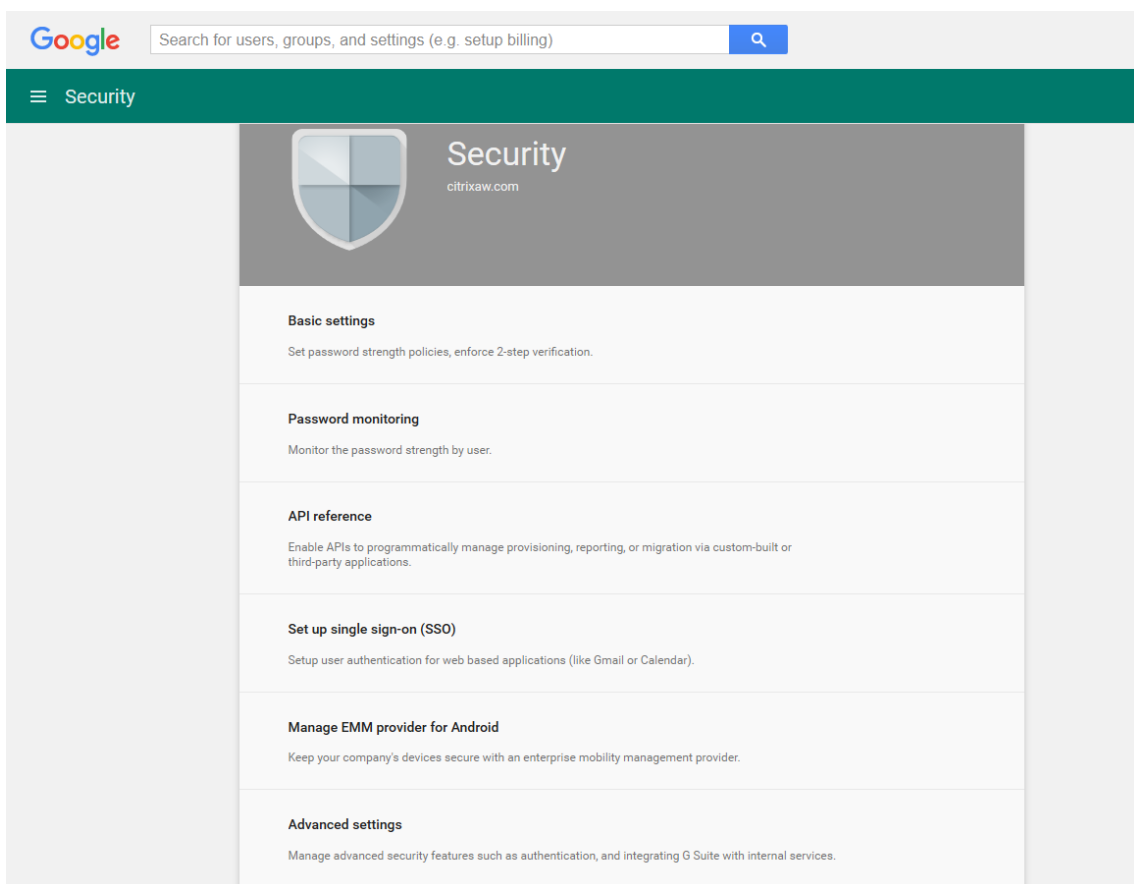 Google
Search for users, groups, and settings (e.g. setup billing)
Security
Security
citrixaw.com
Basic settings
Set password strength policies, enforce 2-step verification.
Password monitoring
Monitor the password strength by user.
API reference
Enable APIs to programmatically manage provisioning, reporting, or migration via custom-built or
third-party applications.
Set up single sign-on (SSO)
Setup user authentication for web based applications (like Gmail or Calendar).
Manage EMM provider for Android
Keep your company's devices secure with an enterprise mobility management provider.
Advanced settings
Manage advanced security features such as authentication, and integrating G Suite with internal services.